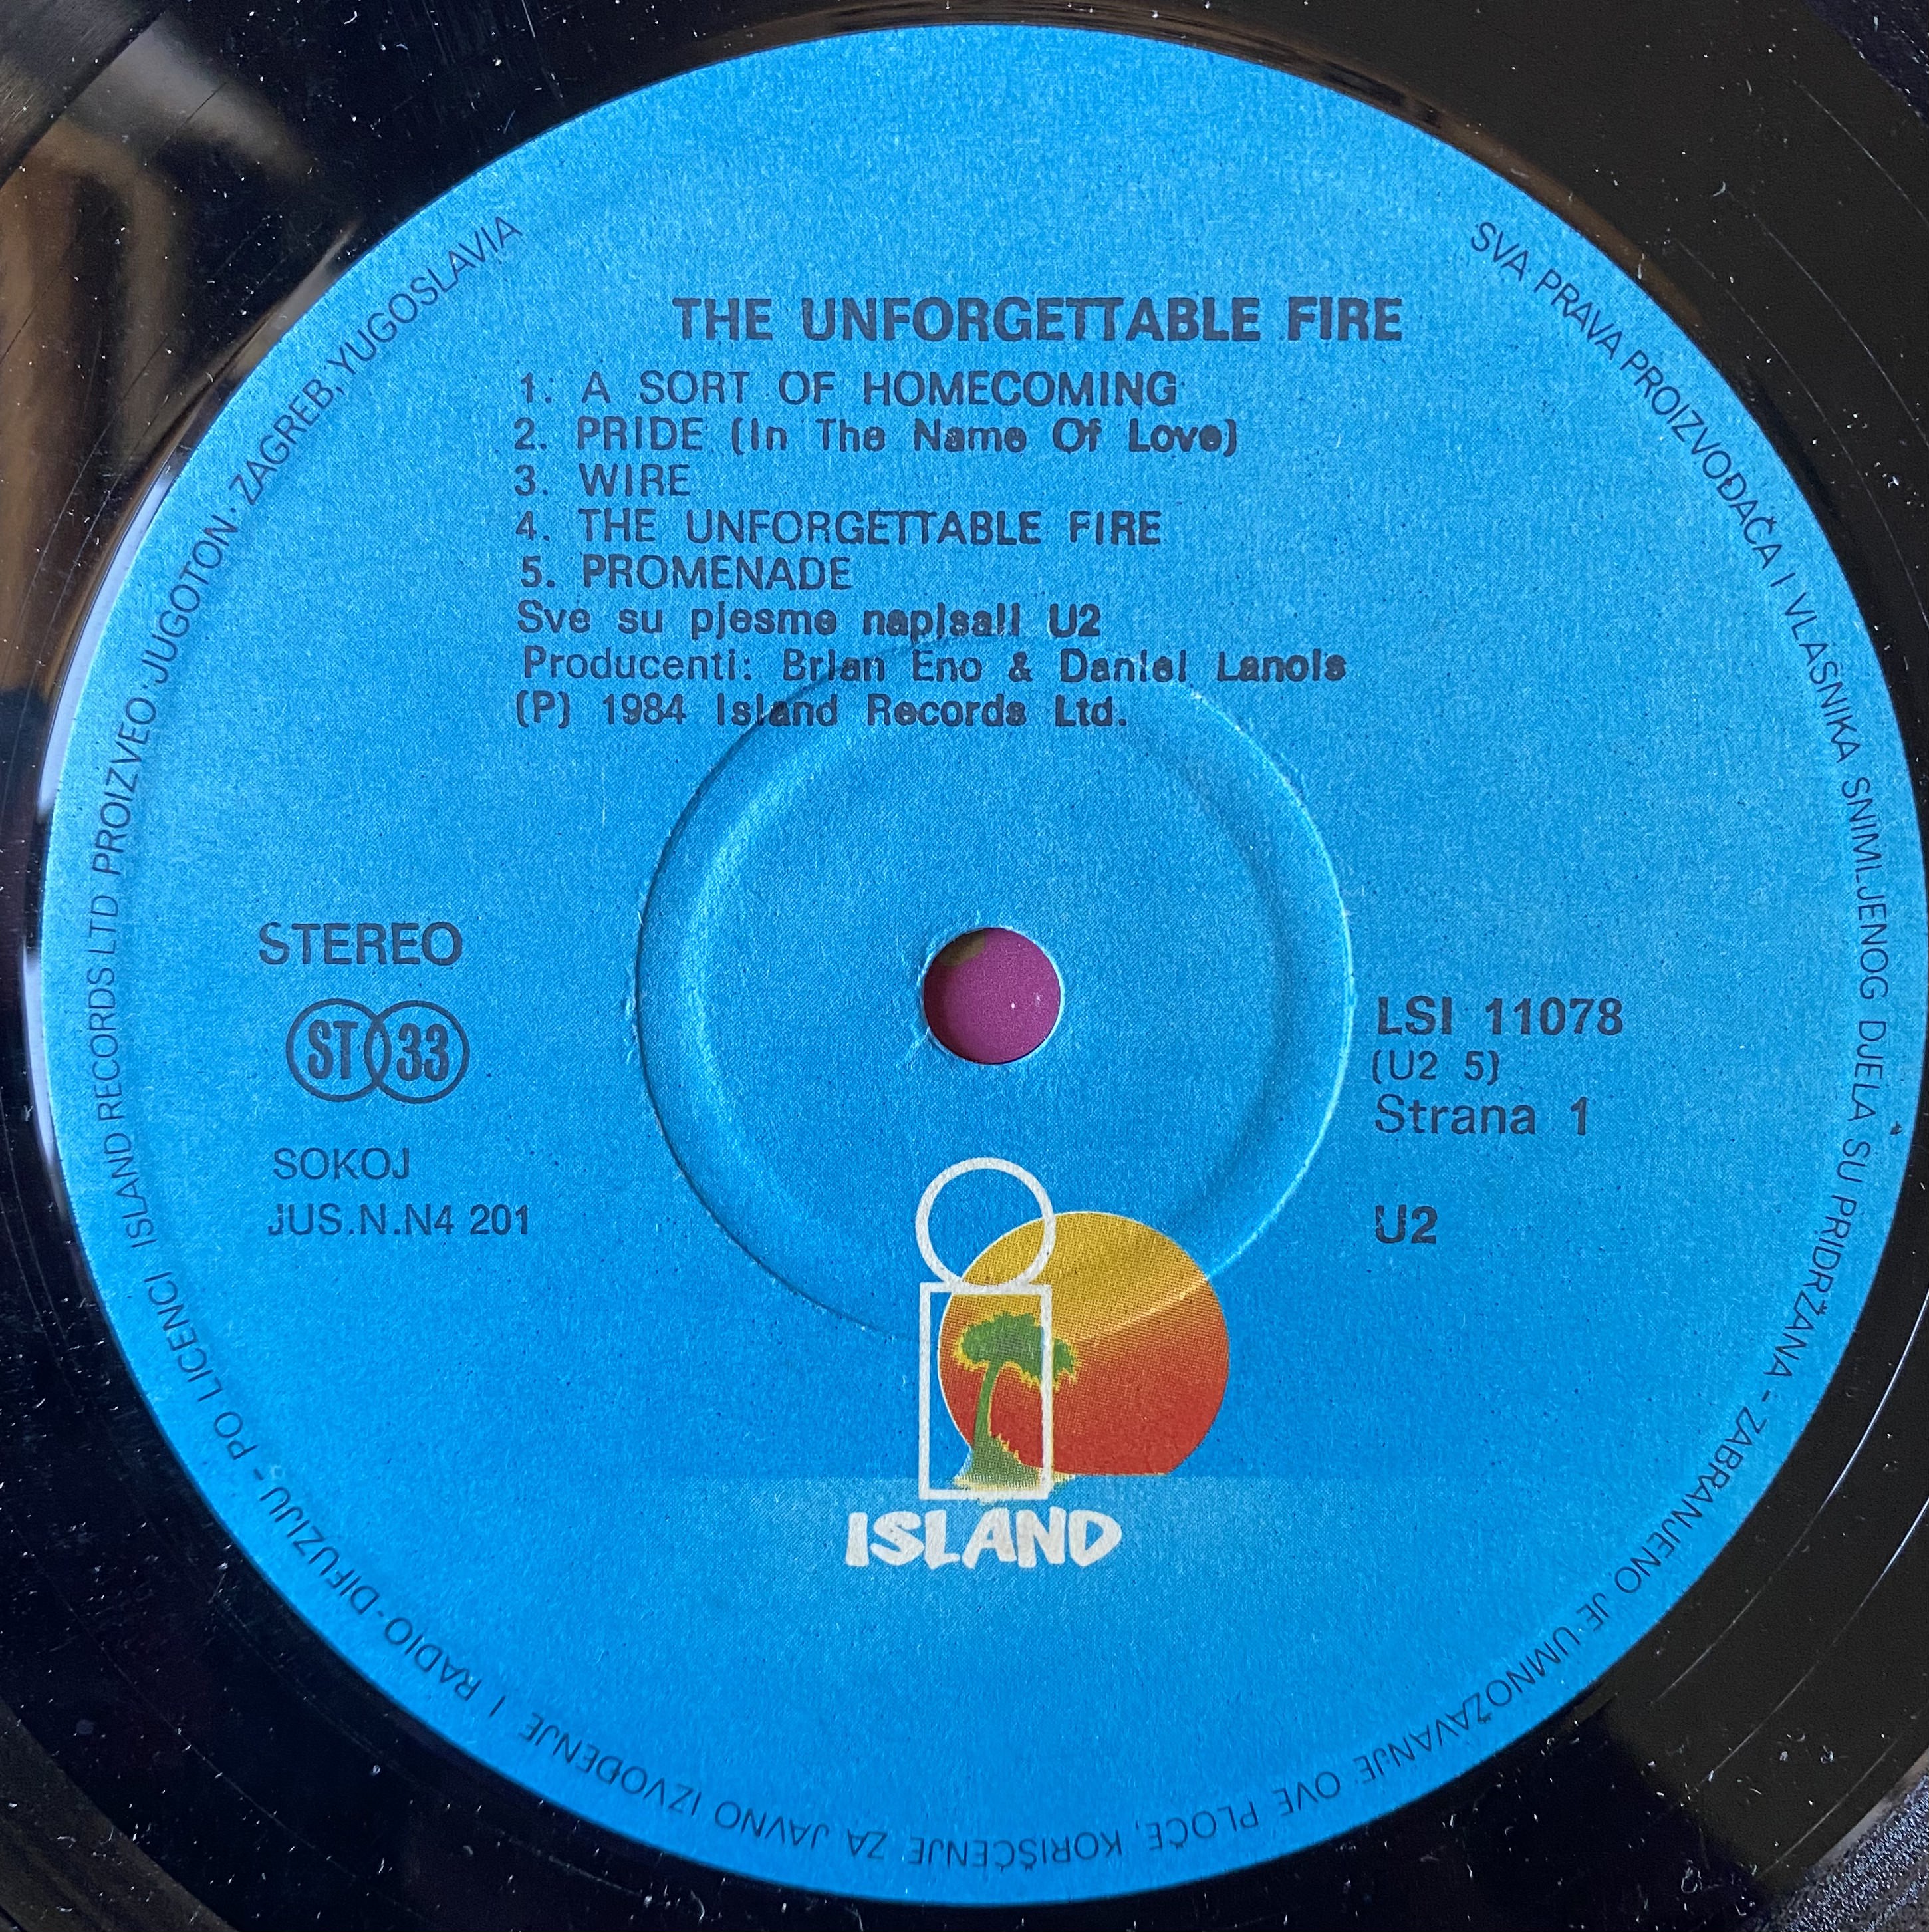 THE UNFORGETTABLE FIRE
1. A SORT OF HOMECOMING
2. PRIDE (In The Name Of Love)
3. WIRE
4. THE UNFORGETTABLE FIRE
5. PROMENADE
Sve su pjesme napisali U2
Producenti: Brian Eno & Daniel Lanois
(P) 1984 Island Records Ltd.
STEREO
ST 33
SOKOJ
JUS.N.N4 201
LSI 11078
(U2 5)
Strana 1
U2
ISLAND
SVA PRAVA PROIZVOĐAČA I VLASNIKA SNIMLJENOG DJELA SU PRIDRŽANA - ZABRANJENO JE UMNOŽAVANJE OVE PLOČE, KORIŠĆENJE ZA JAVNO IZVOĐENJE I RADIO-DIFUZIJU - PO LICENCI ISLAND RECORDS LTD PROIZVEO·JUGOTON·ZAGREB, YUGOSLAVIA